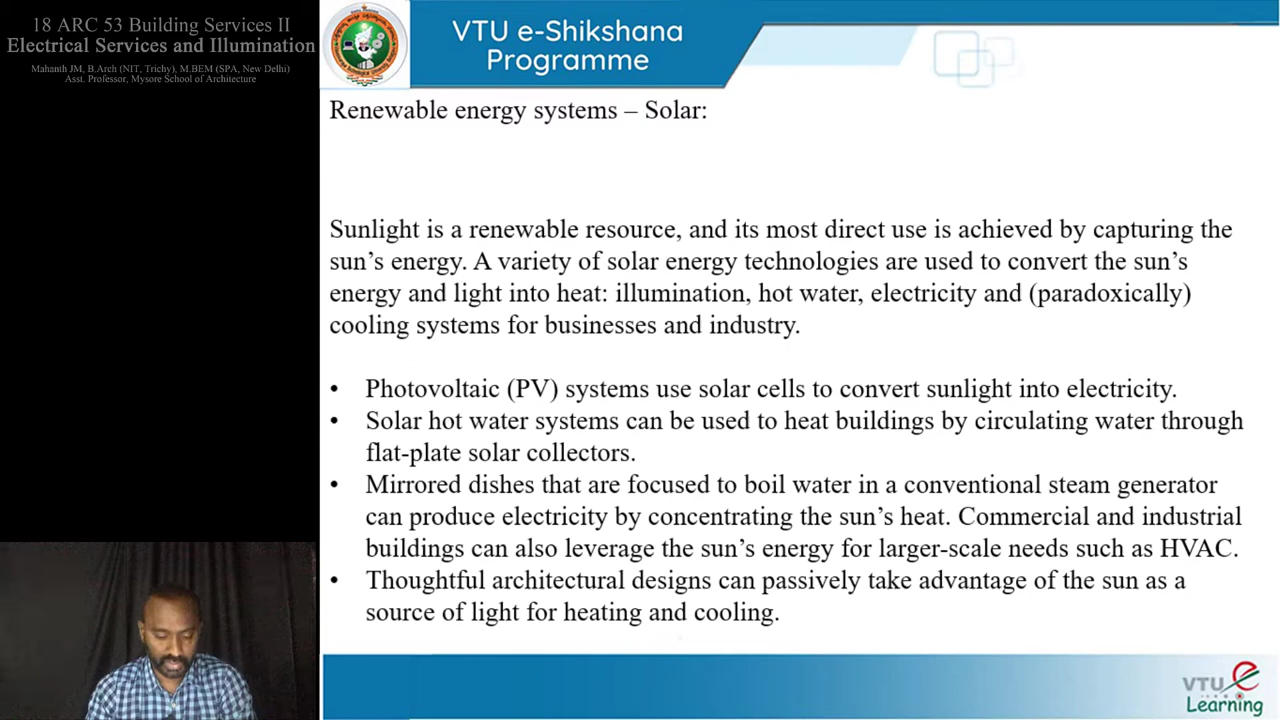 18 ARC 53 Building Services II
Electrical Services and Illumination
Mahanth JM, B.Arch (NIT, Trichy), M.BEM (SPA, New Delhi)
Asst. Professor, Mysore School of Architecture
VTU e-Shikshana
Programme
Renewable energy systems – Solar:
Sunlight is a renewable resource, and its most direct use is achieved by capturing the
sun’s energy. A variety of solar energy technologies are used to convert the sun’s
energy and light into heat: illumination, hot water, electricity and (paradoxically)
cooling systems for businesses and industry.
• Photovoltaic (PV) systems use solar cells to convert sunlight into electricity.
• Solar hot water systems can be used to heat buildings by circulating water through
flat-plate solar collectors.
• Mirrored dishes that are focused to boil water in a conventional steam generator
can produce electricity by concentrating the sun’s heat. Commercial and industrial
buildings can also leverage the sun’s energy for larger-scale needs such as HVAC.
• Thoughtful architectural designs can passively take advantage of the sun as a
source of light for heating and cooling.
VTU e
Learning